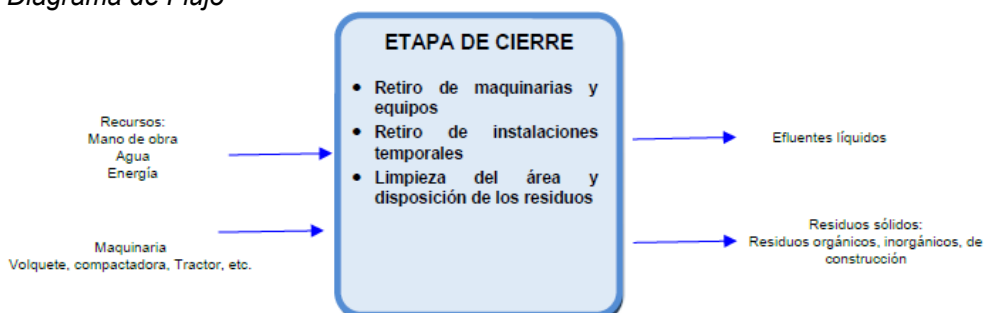 Diagrama de Flujo
ETAPA DE CIERRE
• Retiro de maquinarias y
equipos
• Retiro de instalaciones
temporales
• Limpieza del área y
disposición de los residuos
Recursos:
Mano de obra
Agua
Energía
Maquinaria
Volquete, compactadora, Tractor, etc.
Efluentes líquidos
Residuos sólidos:
Residuos orgánicos, inorgánicos, de
construcción